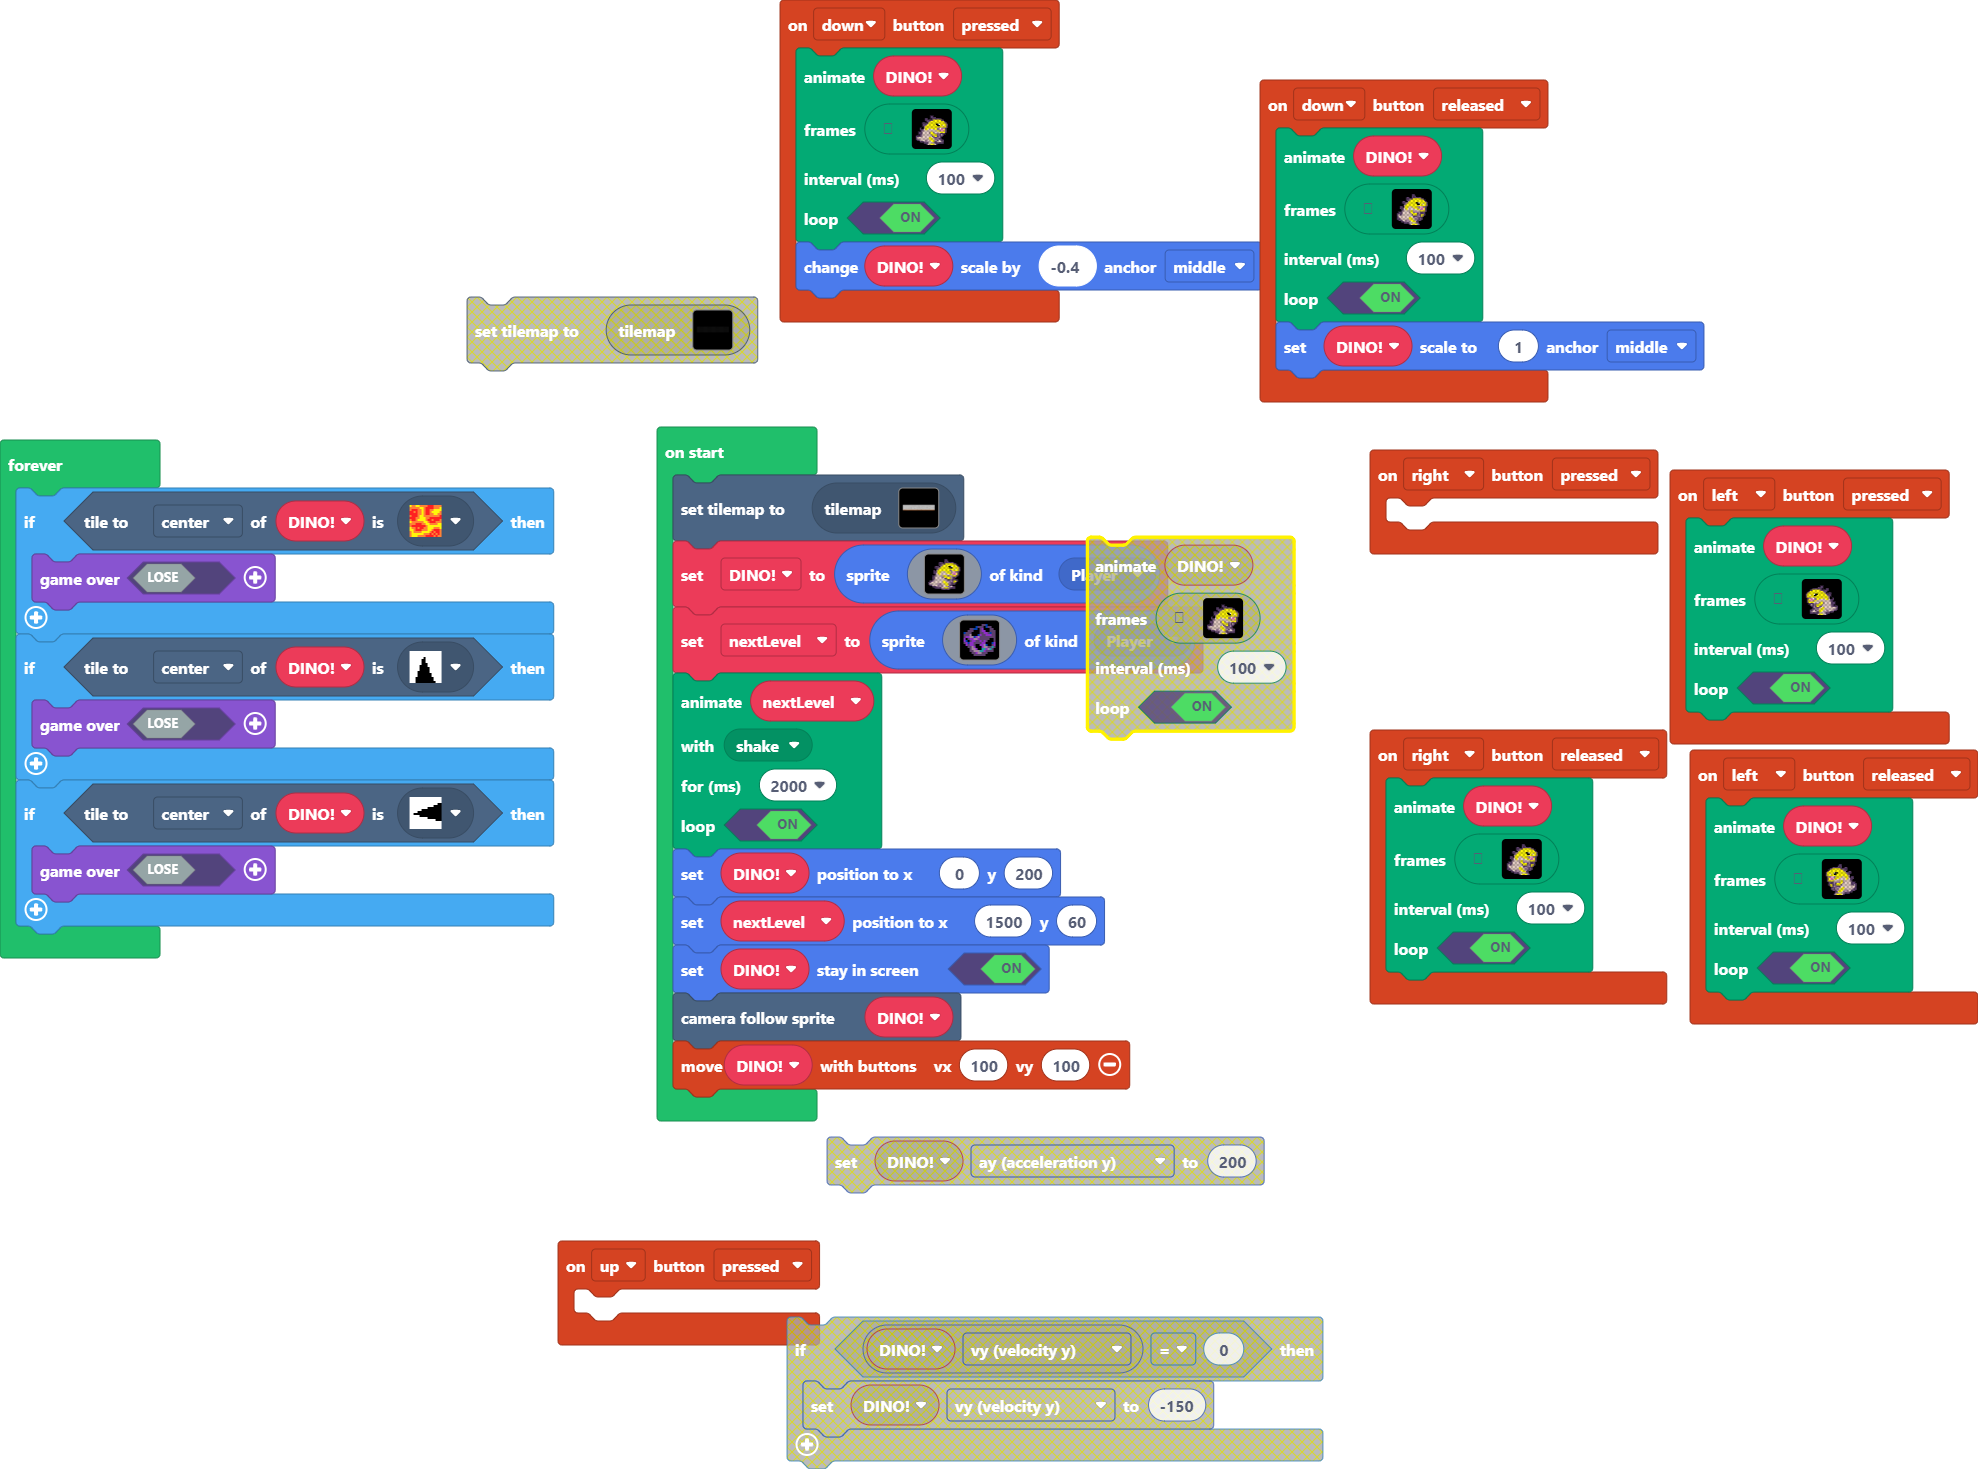 on down button pressed
animate DINO!
frames
interval (ms) 100
loop ON
change DINO! scale by -0.4 anchor middle
on down button released
animate DINO!
frames
interval (ms) 100
loop ON
set DINO! scale to 1 anchor middle
set tilemap to tilemap
forever
if tile to center of DINO! is then
game over LOSE
if tile to center of DINO! is then
game over LOSE
if tile to center of DINO! is then
game over LOSE
on start
set tilemap to tilemap
set DINO! to sprite of kind Player
set nextLevel to sprite of kind Player
animate nextLevel
with shake
for (ms) 2000
loop ON
set DINO! position to x 0 y 200
set nextLevel position to x 1500 y 60
set DINO! stay in screen ON
camera follow sprite DINO!
move DINO! with buttons vx 100 vy 100
animate DINO!
frames
interval (ms) 100
loop ON
on right button pressed
on left button pressed
animate DINO!
frames
interval (ms) 100
loop ON
on right button released
animate DINO!
frames
interval (ms) 100
loop ON
on left button released
animate DINO!
frames
interval (ms) 100
loop ON
set DINO! ay (acceleration y) to 200
on up button pressed
if DINO! vy (velocity y) = 0 then
set DINO! vy (velocity y) to -150